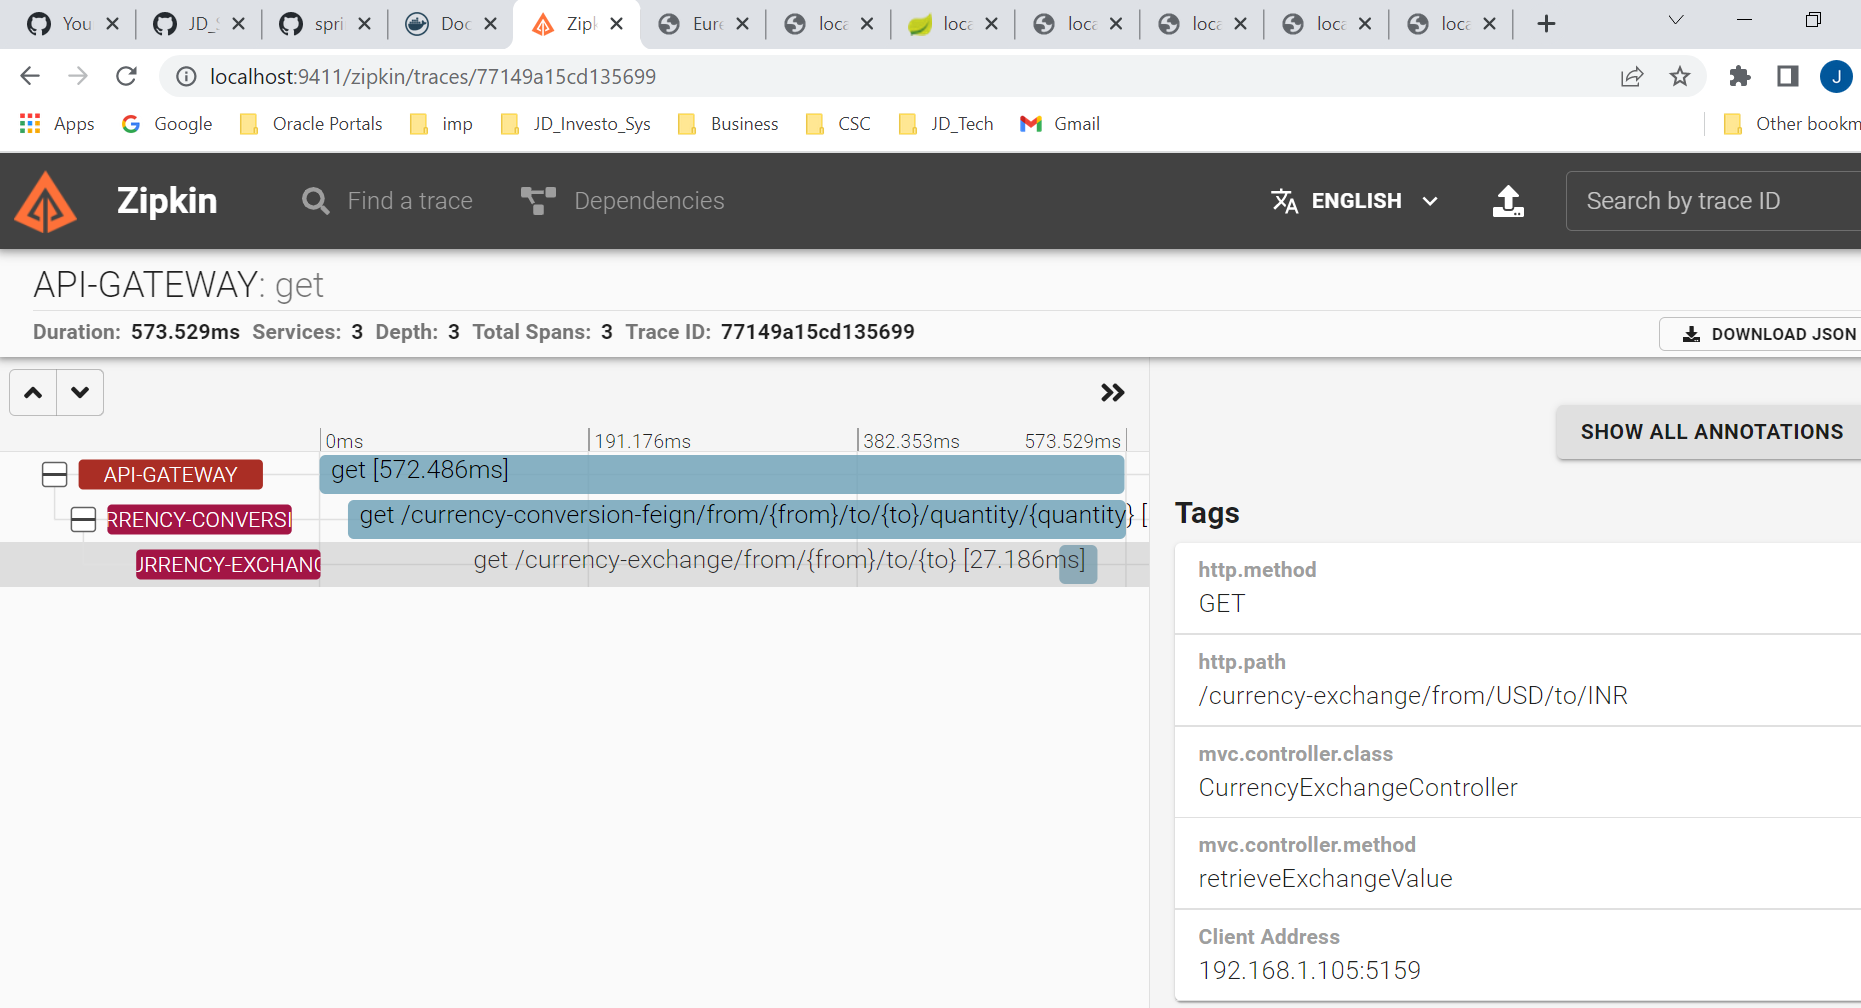 You
JD_S
spri
Doc
Zipk
Eure
loca
loca
loca
loca
loca
loca
localhost:9411/zipkin/traces/77149a15cd135699
J
Apps
Google
Oracle Portals
imp
JD_Investo_Sys
Business
CSC
JD_Tech
Gmail
Other bookm
Zipkin
Find a trace
Dependencies
ENGLISH
Search by trace ID
API-GATEWAY: get
Duration: 573.529ms Services: 3 Depth: 3 Total Spans: 3 Trace ID: 77149a15cd135699
DOWNLOAD JSON
SHOW ALL ANNOTATIONS
0ms
191.176ms
382.353ms
573.529ms
API-GATEWAY
get [572.486ms]
RRENCY-CONVERSI
get /currency-conversion-feign/from/{from}/to/{to}/quantity/{quantity} [
URRENCY-EXCHANG
get /currency-exchange/from/{from}/to/{to} [27.186ms]
Tags
http.method
GET
http.path
/currency-exchange/from/USD/to/INR
mvc.controller.class
CurrencyExchangeController
mvc.controller.method
retrieveExchangeValue
Client Address
192.168.1.105:5159